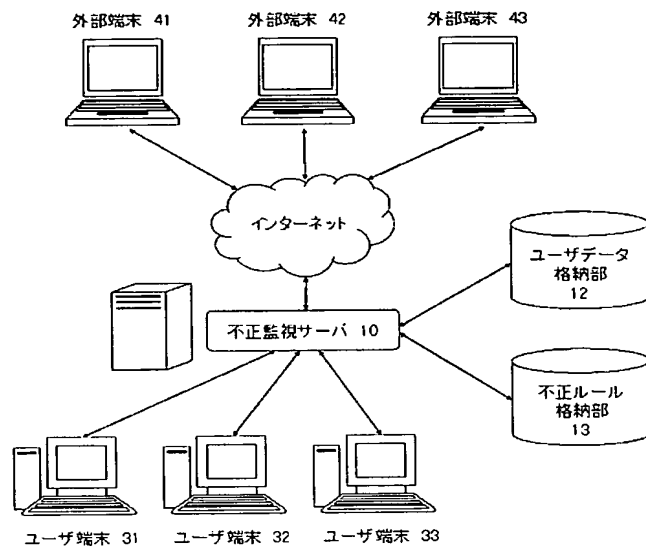 外部端末 41
外部端末 42
外部端末 43
インターネット
ユーザデータ
格納部
12
不正監視サーバ 10
不正ルール
格納部
13
ユーザ端末 31
ユーザ端末 32
ユーザ端末 33